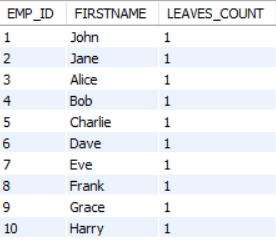 EMP_ID FIRSTNAME LEAVES_COUNT
1 John 1
2 Jane 1
3 Alice 1
4 Bob 1
5 Charlie 1
6 Dave 1
7 Eve 1
8 Frank 1
9 Grace 1
10 Harry 1